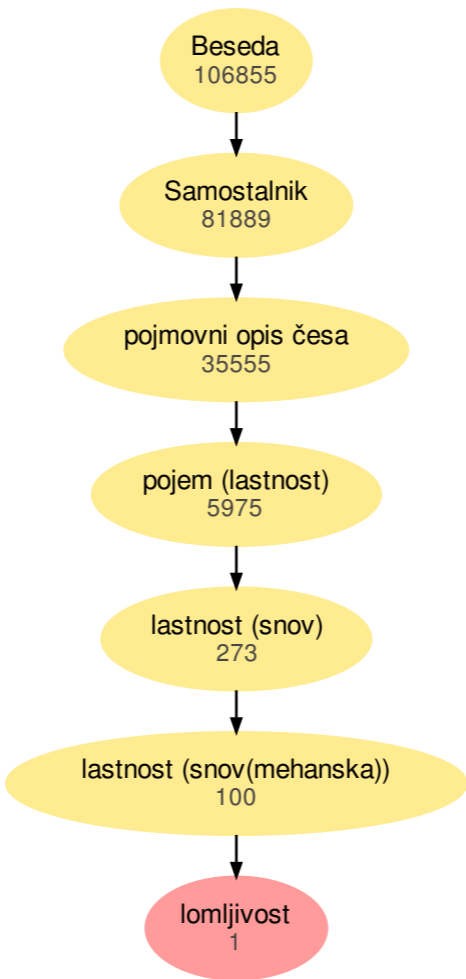 Beseda
106855
Samostalnik
81889
pojmovni opis česa
35555
pojem (lastnost)
5975
lastnost (snov)
273
lastnost (snov(mehanska))
100
lomljivost
1